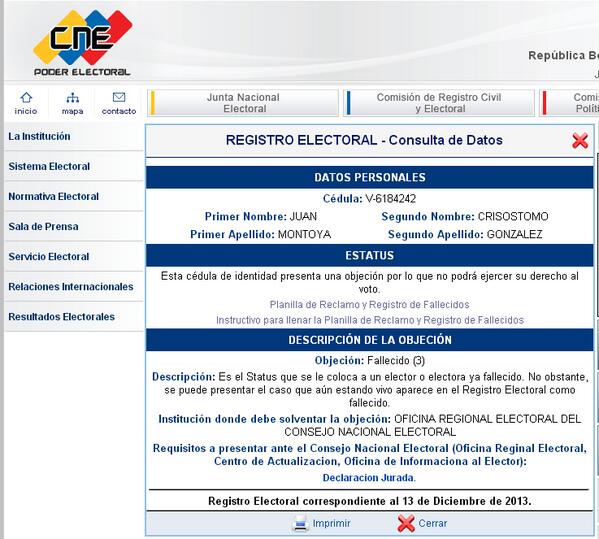 CNE
PODER ELECTORAL
República Bo
J
inicio
mapa
contacto
Junta Nacional
Electoral
Comisión de Registro Civil
y Electoral
Comi
Políti
La Institución
Sistema Electoral
Normativa Electoral
Sala de Prensa
Servicio Electoral
Relaciones Internacionales
Resultados Electorales
REGISTRO ELECTORAL - Consulta de Datos
DATOS PERSONALES
Cédula: V-6184242
Primer Nombre: JUAN Segundo Nombre: CRISOSTOMO
Primer Apellido: MONTOYA Segundo Apellido: GONZALEZ
ESTATUS
Esta cédula de identidad presenta una objeción por lo que no podrá ejercer su derecho al
voto.
Planilla de Reclamo y Registro de Fallecidos
Instructivo para llenar la Planilla de Reclamo y Registro de Fallecidos
DESCRIPCIÓN DE LA OBJECIÓN
Objeción: Fallecido (3)
Descripción: Es el Status que se le coloca a un elector o electora ya fallecido. No obstante,
se puede presentar el caso que aún estando vivo aparece en el Registro Electoral como
fallecido.
Institución donde debe solventar la objeción: OFICINA REGIONAL ELECTORAL DEL
CONSEJO NACIONAL ELECTORAL
Requisitos a presentar ante el Consejo Nacional Electoral (Oficina Reginal Electoral,
Centro de Actualizacion, Oficina de Informaciona al Elector):
Declaracion Jurada.
Registro Electoral correspondiente al 13 de Diciembre de 2013.
Imprimir
Cerrar